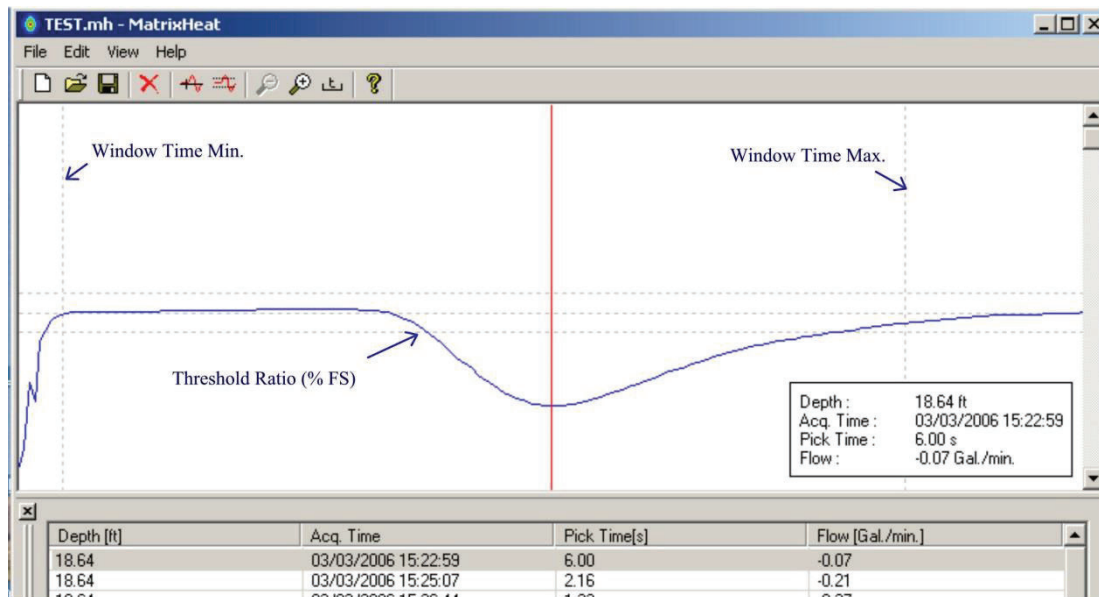 TEST.mh - MatrixHeat
File Edit View Help
Window Time Min.
Window Time Max.
Threshold Ratio (% FS)
Depth : 18.64 ft
Acq. Time : 03/03/2006 15:22:59
Pick Time : 6.00 s
Flow : -0.07 Gal./min.
Depth [ft] Acq. Time Pick Time[s] Flow [Gal./min.]
18.64 03/03/2006 15:22:59 6.00 -0.07
18.64 03/03/2006 15:25:07 2.16 -0.21